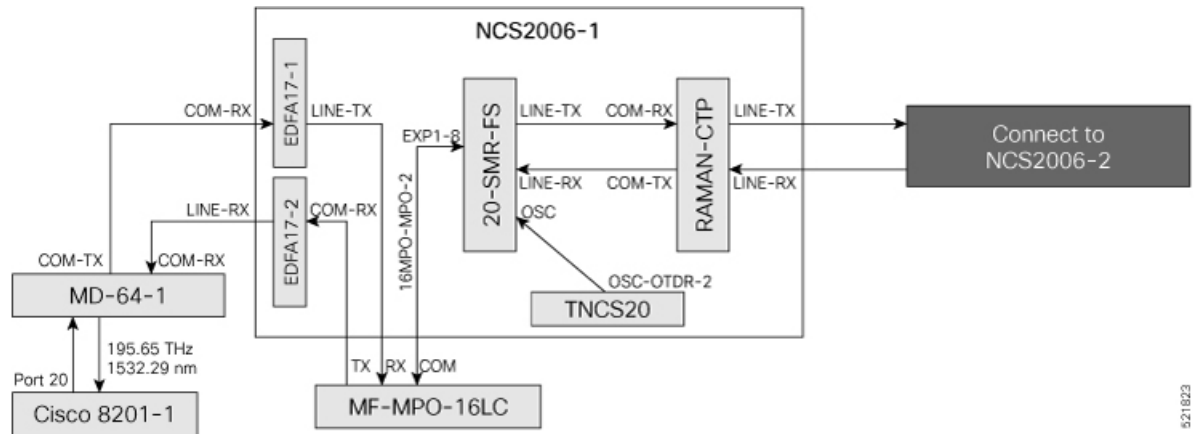 NCS2006-1
EDFA17-1
COM-RX
LINE-TX
EXP1-8
20-SMR-FS
LINE-TX
COM-RX
RAMAN-CTP
LINE-TX
Connect to
NCS2006-2
LINE-RX
COM-TX
LINE-RX
16MPO-MPO-2
EDFA17-2
LINE-RX
COM-RX
OSC
COM-TX
COM-RX
OSC-OTDR-2
TNCS20
MD-64-1
195.65 THz
1532.29 nm
Port 20
Cisco 8201-1
TX
RX
COM
MF-MPO-16LC
521823